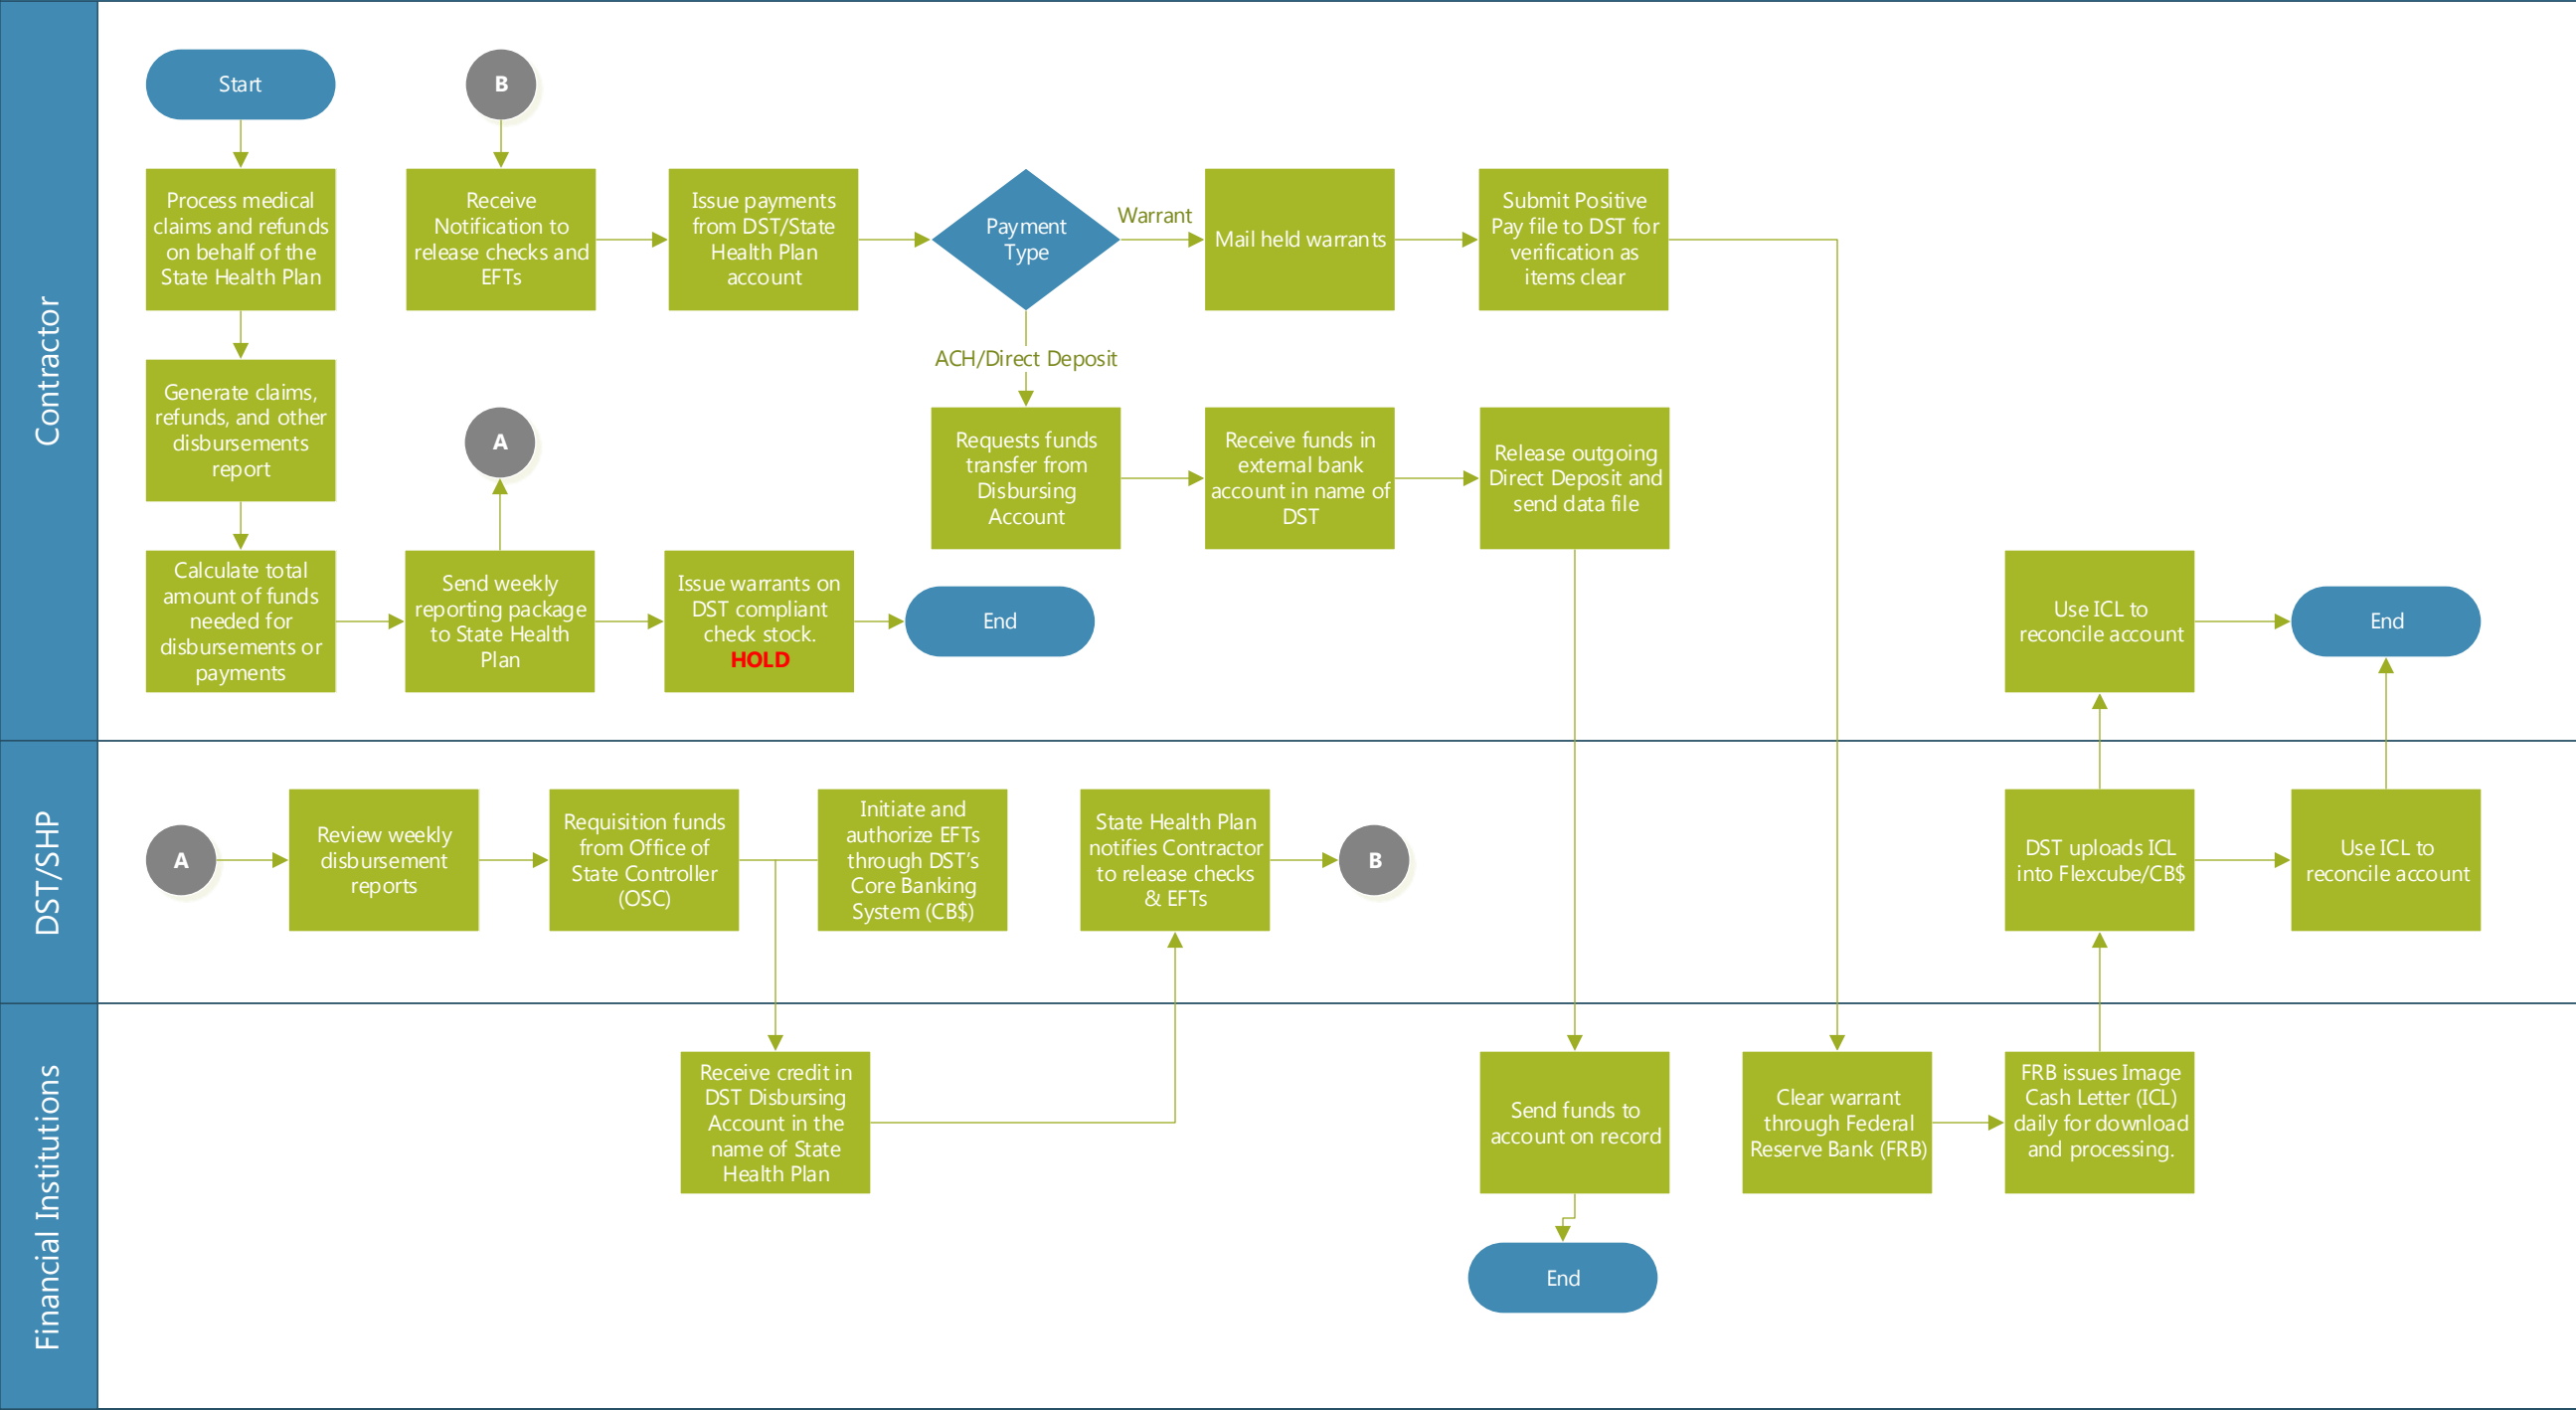 Contractor
Start
Process medical
claims and refunds
on behalf of the
State Health Plan
Generate claims,
refunds, and other
disbursements
report
Calculate total
amount of funds
needed for
disbursements or
payments
Send weekly
reporting package
to State Health
Plan
A
Issue warrants on
DST compliant
check stock.
HOLD
End
B
Receive
Notification to
release checks and
EFTs
Issue payments
from DST/State
Health Plan
account
Payment
Type
Warrant
Mail held warrants
Submit Positive
Pay file to DST for
verification as
items clear
ACH/Direct Deposit
Requests funds
transfer from
Disbursing
Account
Receive funds in
external bank
account in name of
DST
Release outgoing
Direct Deposit and
send data file
Use ICL to
reconcile account
End
DST/SHP
A
Review weekly
disbursement
reports
Requisition funds
from Office of
State Controller
(OSC)
Initiate and
authorize EFTs
through DST’s
Core Banking
System (CB$)
State Health Plan
notifies Contractor
to release checks
& EFTs
B
DST uploads ICL
into Flexcube/CB$
Use ICL to
reconcile account
Financial Institutions
Receive credit in
DST Disbursing
Account in the
name of State
Health Plan
Send funds to
account on record
End
Clear warrant
through Federal
Reserve Bank (FRB)
FRB issues Image
Cash Letter (ICL)
daily for download
and processing.